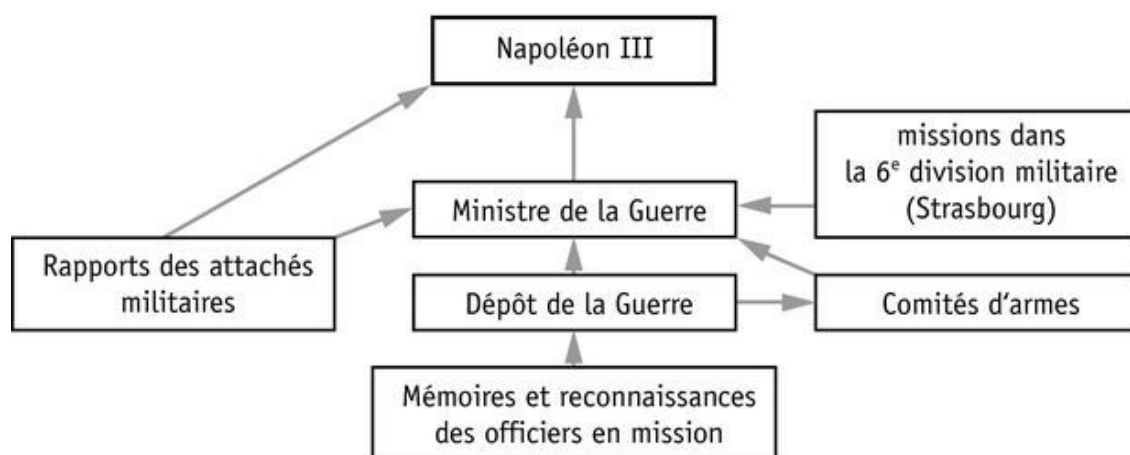 Napoléon III
missions dans
la 6e division militaire
(Strasbourg)
Ministre de la Guerre
Rapports des attachés
militaires
Dépôt de la Guerre
Comités d'armes
Mémoires et reconnaissances
des officiers en mission